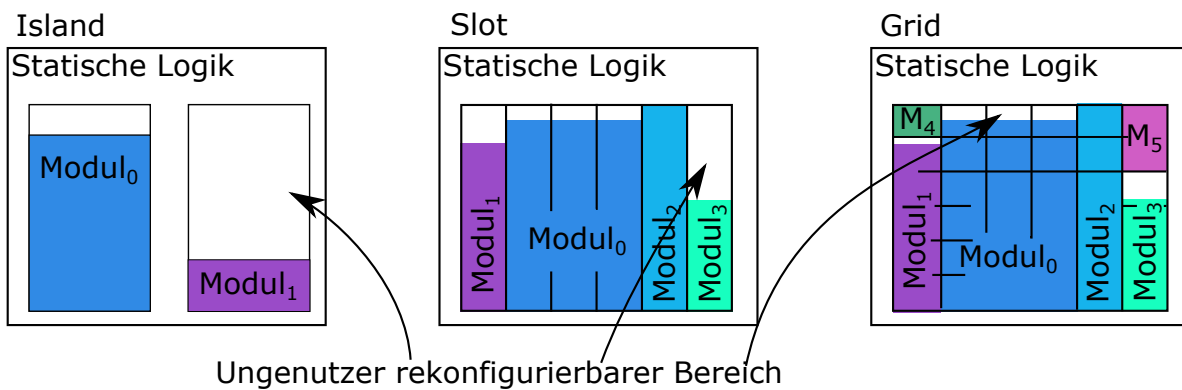 Island
Statische Logik
Modul₀
Modul₁
Slot
Statische Logik
Modul₁
Modul₀
Modul₂
Modul₃
Grid
Statische Logik
M₄
M₅
Modul₁
Modul₀
Modul₂
Modul₃
Ungenutzer rekonfigurierbarer Bereich